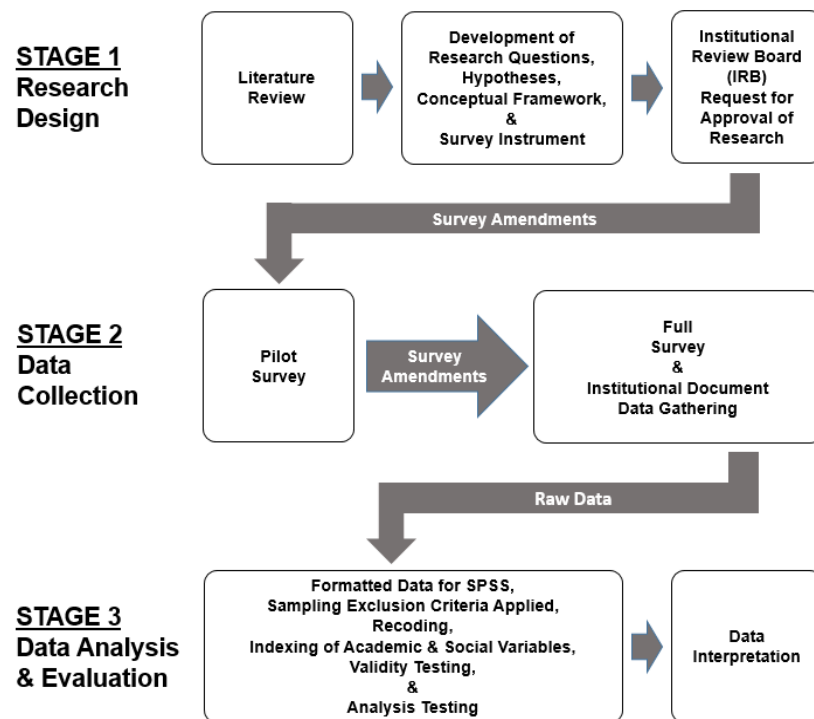 STAGE 1
Research
Design
Literature
Review
Development of
Research Questions,
Hypotheses,
Conceptual Framework,
&
Survey Instrument
Institutional
Review Board
(IRB)
Request for
Approval of
Research
Survey Amendments
STAGE 2
Data
Collection
Pilot
Survey
Survey
Amendments
Full
Survey
&
Institutional Document
Data Gathering
Raw Data
STAGE 3
Data Analysis
& Evaluation
Formatted Data for SPSS,
Sampling Exclusion Criteria Applied,
Recoding,
Indexing of Academic & Social Variables,
Validity Testing,
&
Analysis Testing
Data
Interpretation